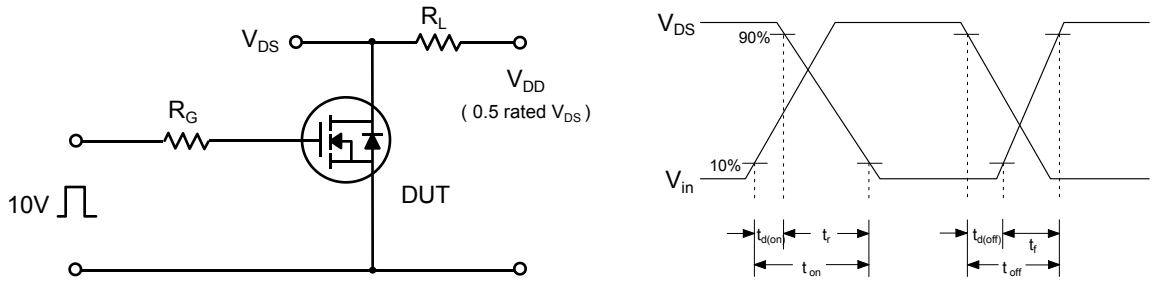 V_DS
R_L
V_DD
( 0.5 rated V_DS )
R_G
10V
DUT
V_DS
90%
10%
V_in
t_d(on)
t_r
t_on
t_d(off)
t_f
t_off